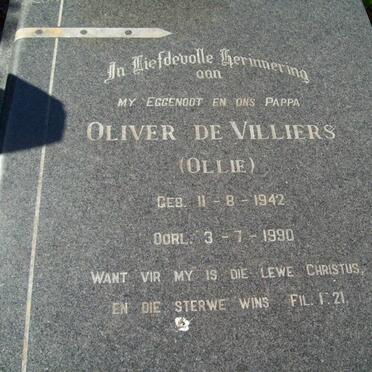 In Liefdevolle Herinnering
aan
MY EGGENOOT EN ONS PAPPA
OLIVER DE VILLIERS
(OLLIE)
GEB. 11-8-1942
OORL. 3-7-1990
WANT VIR MY IS DIE LEWE CHRISTUS,
EN DIE STERWE WINS FIL. 1:21.